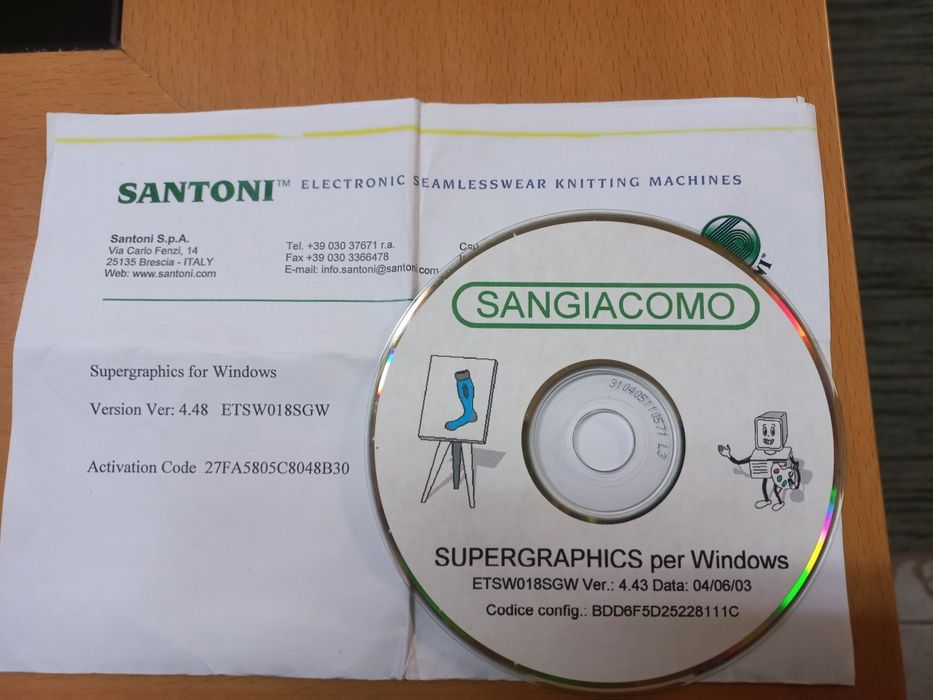 SANTONI™ ELECTRONIC SEAMLESSWEAR KNITTING MACHINES
Santoni S.p.A.
Via Carlo Fenzi, 14
25135 Brescia - ITALY
Web: www.santoni.com
Tel. +39 030 37671 r.a.
Fax +39 030 3366478
E-mail: info.santoni@santoni.com
Supergraphics for Windows
Version Ver: 4.48 ETSW018SGW
Activation Code 27FA5805C8048B30
SANGIACOMO
SUPERGRAPHICS per Windows
ETSW018SGW Ver.: 4.43 Data: 04/06/03
Codice config.: BDD6F5D25228111C